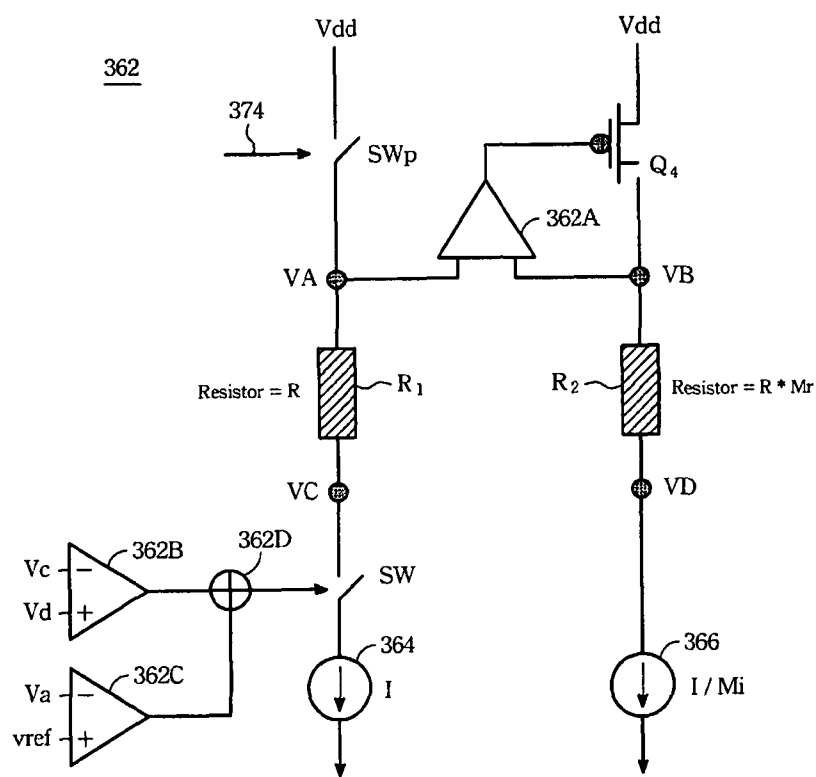 Vdd
Vdd
362
374
SWp
Q4
362A
VA
VB
Resistor = R
R1
R2
Resistor = R * Mr
VC
VD
362B
362D
Vc
−
Vd
+
SW
362C
364
366
Va
−
I
I / Mi
vref
+